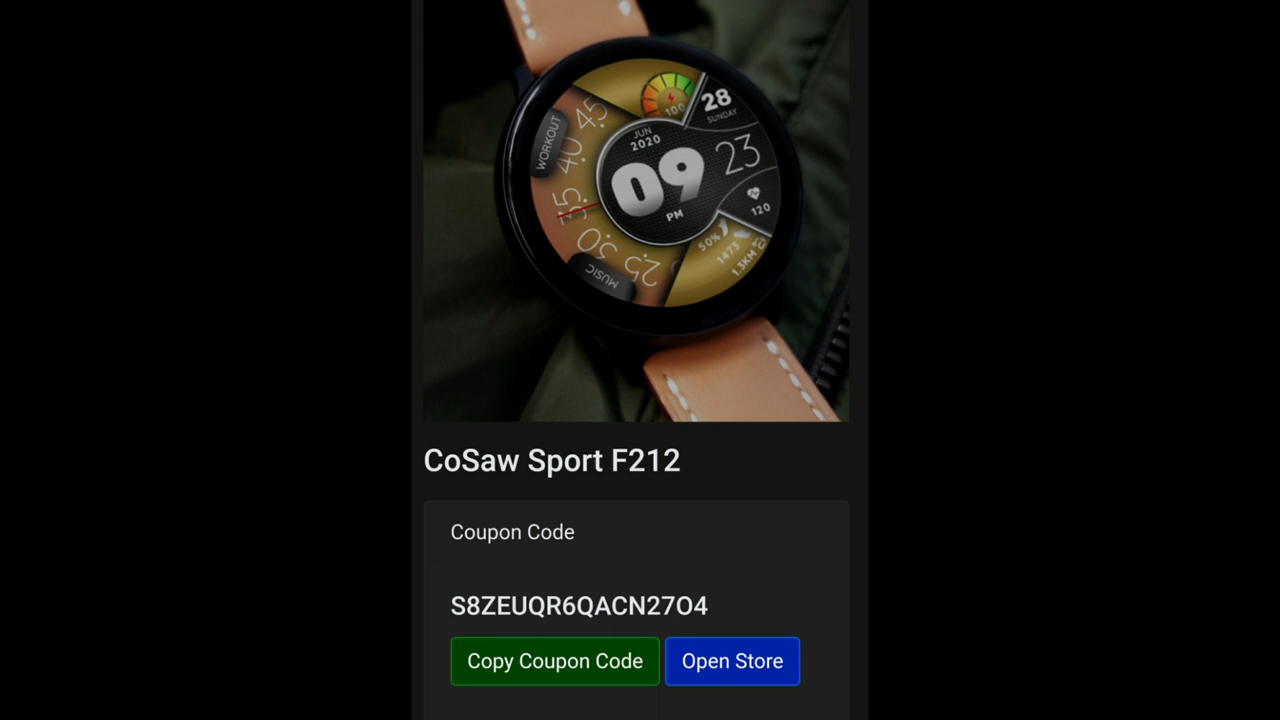 45
40
35
30
25
WORKOUT
MUSIC
100
28
SUNDAY
JUN
2020
09
PM
23
120
50%
1473
1.3KM
CoSaw Sport F212
Coupon Code
S8ZEUQR6QACN27O4
Copy Coupon Code
Open Store